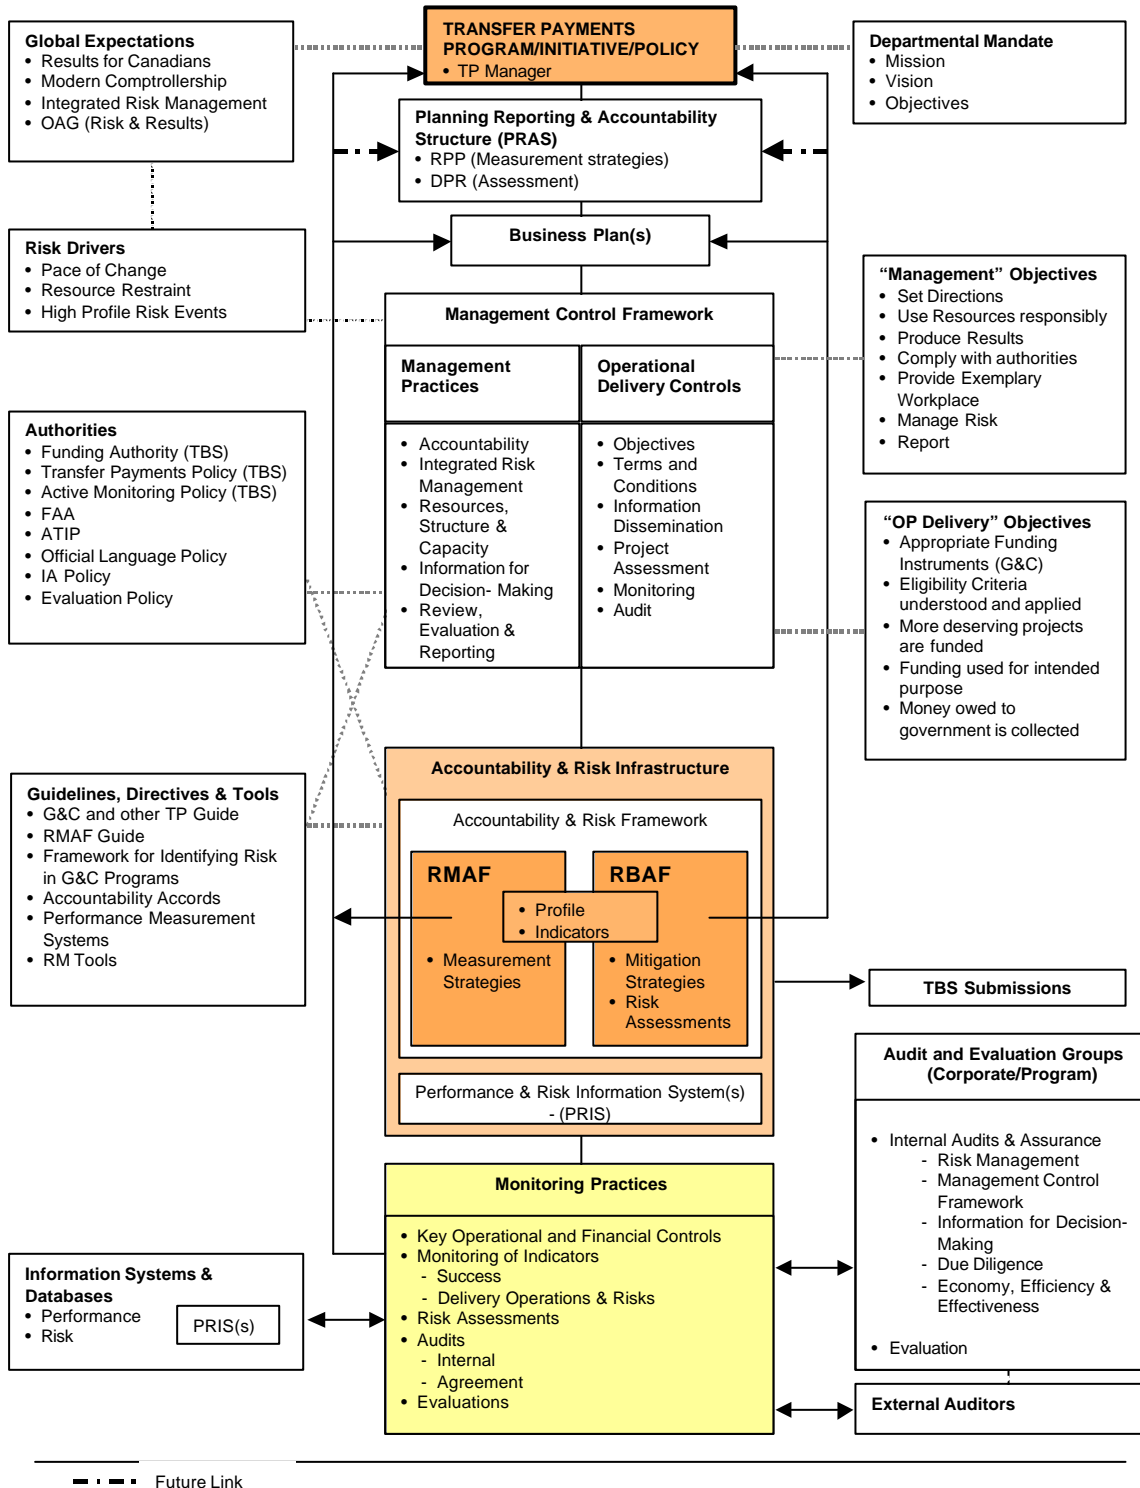 Global Expectations
• Results for Canadians
• Modern Comptrollership
• Integrated Risk Management
• OAG (Risk & Results)
TRANSFER PAYMENTS
PROGRAM/INITIATIVE/POLICY
• TP Manager
Departmental Mandate
• Mission
• Vision
• Objectives
Planning Reporting & Accountability
Structure (PRAS)
• RPP (Measurement strategies)
• DPR (Assessment)
Business Plan(s)
Risk Drivers
• Pace of Change
• Resource Restraint
• High Profile Risk Events
Management Control Framework
Management
Practices
• Accountability
• Integrated Risk
Management
• Resources,
Structure &
Capacity
• Information for
Decision- Making
• Review,
Evaluation &
Reporting
Operational
Delivery Controls
• Objectives
• Terms and
Conditions
• Information
Dissemination
• Project
Assessment
• Monitoring
• Audit
“Management” Objectives
• Set Directions
• Use Resources responsibly
• Produce Results
• Comply with authorities
• Provide Exemplary
Workplace
• Manage Risk
• Report
Authorities
• Funding Authority (TBS)
• Transfer Payments Policy (TBS)
• Active Monitoring Policy (TBS)
• FAA
• ATIP
• Official Language Policy
• IA Policy
• Evaluation Policy
“OP Delivery” Objectives
• Appropriate Funding
Instruments (G&C)
• Eligibility Criteria
understood and applied
• More deserving projects
are funded
• Funding used for intended
purpose
• Money owed to
government is collected
Guidelines, Directives & Tools
• G&C and other TP Guide
• RMAF Guide
• Framework for Identifying Risk
in G&C Programs
• Accountability Accords
• Performance Measurement
Systems
• RM Tools
Accountability & Risk Infrastructure
Accountability & Risk Framework
RMAF
RBAF
• Profile
• Indicators
• Measurement
Strategies
• Mitigation
Strategies
• Risk
Assessments
Performance & Risk Information System(s)
- (PRIS)
TBS Submissions
Audit and Evaluation Groups
(Corporate/Program)
• Internal Audits & Assurance
- Risk Management
- Management Control
Framework
- Information for Decision-
Making
- Due Diligence
- Economy, Efficiency &
Effectiveness
• Evaluation
Monitoring Practices
• Key Operational and Financial Controls
• Monitoring of Indicators
- Success
- Delivery Operations & Risks
• Risk Assessments
• Audits
- Internal
- Agreement
• Evaluations
Information Systems &
Databases
• Performance
• Risk
PRIS(s)
External Auditors
Future Link